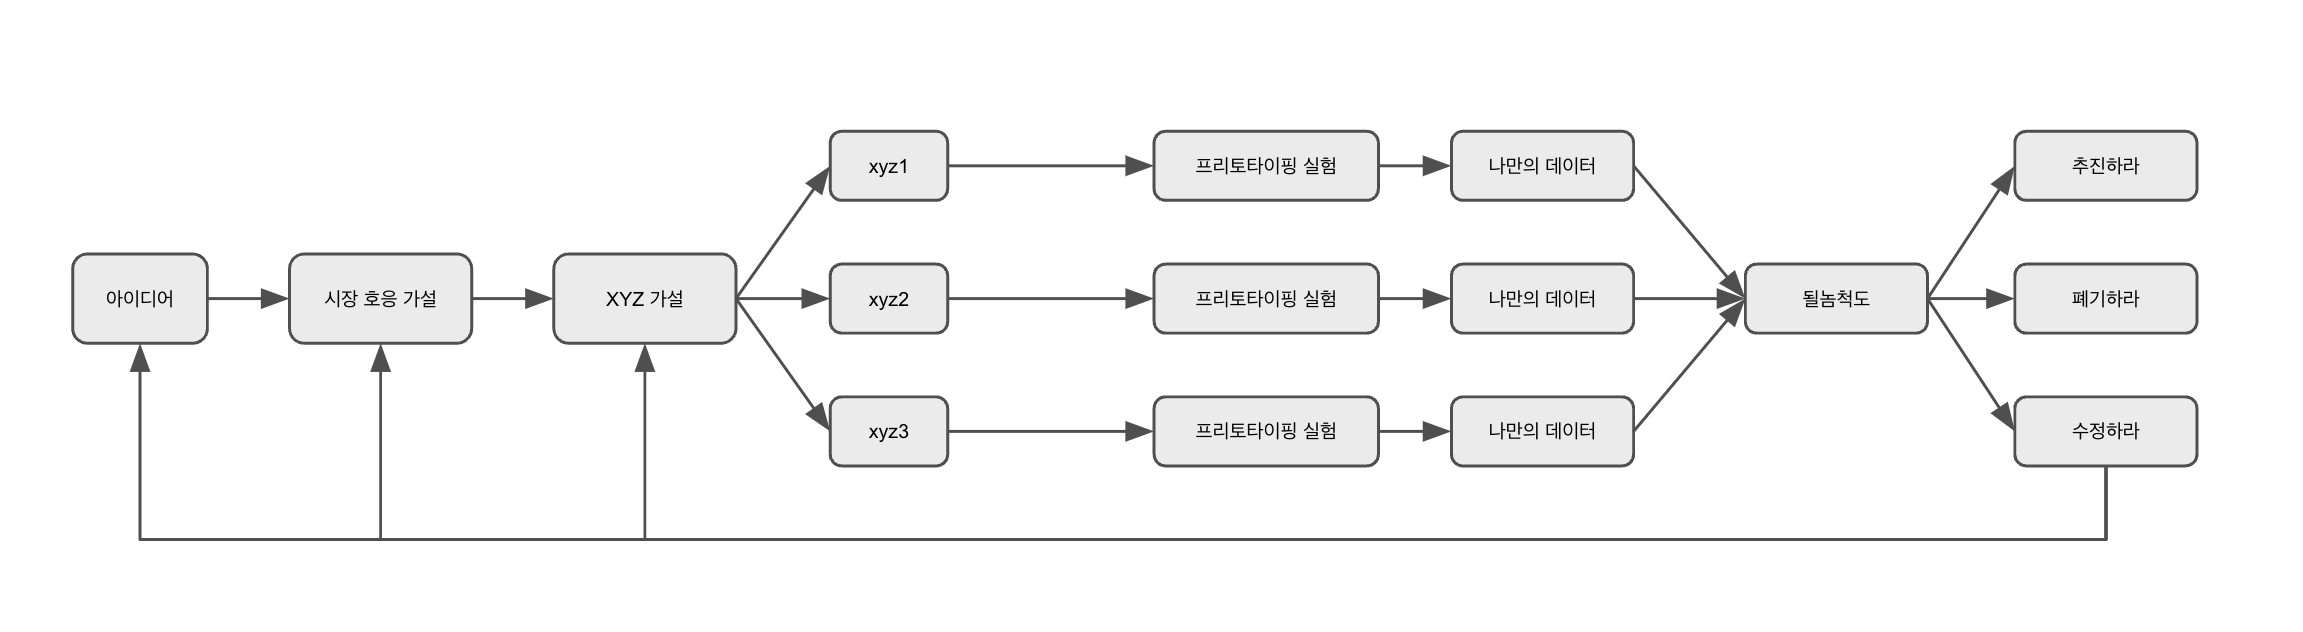 아이디어
시장 호응 가설
XYZ 가설
xyz1
프리토타이핑 실험
나만의 데이터
xyz2
프리토타이핑 실험
나만의 데이터
xyz3
프리토타이핑 실험
나만의 데이터
될놈척도
추진하라
폐기하라
수정하라